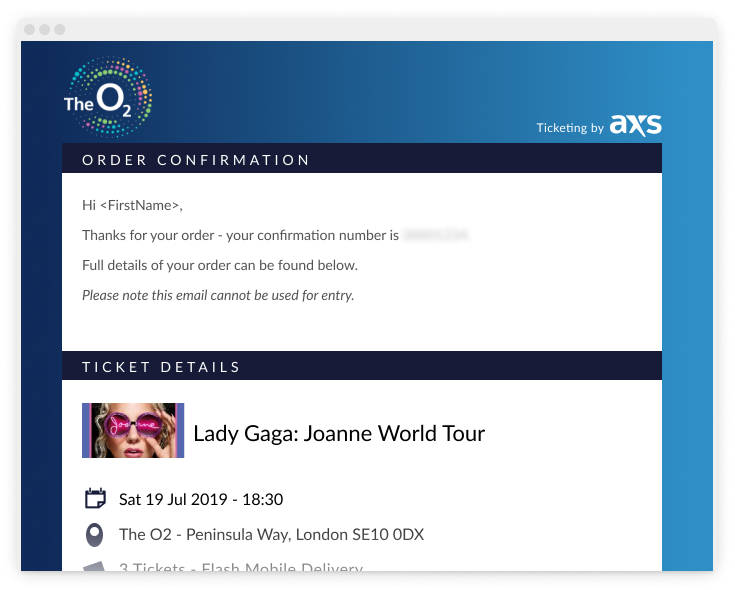 The O2
Ticketing by axs
ORDER CONFIRMATION
Hi <FirstName>,
Thanks for your order - your confirmation number is
Full details of your order can be found below.
Please note this email cannot be used for entry.
TICKET DETAILS
Joanne
Lady Gaga: Joanne World Tour
Sat 19 Jul 2019 - 18:30
The O2 - Peninsula Way, London SE10 0DX
3 Tickets - Flash Mobile Delivery